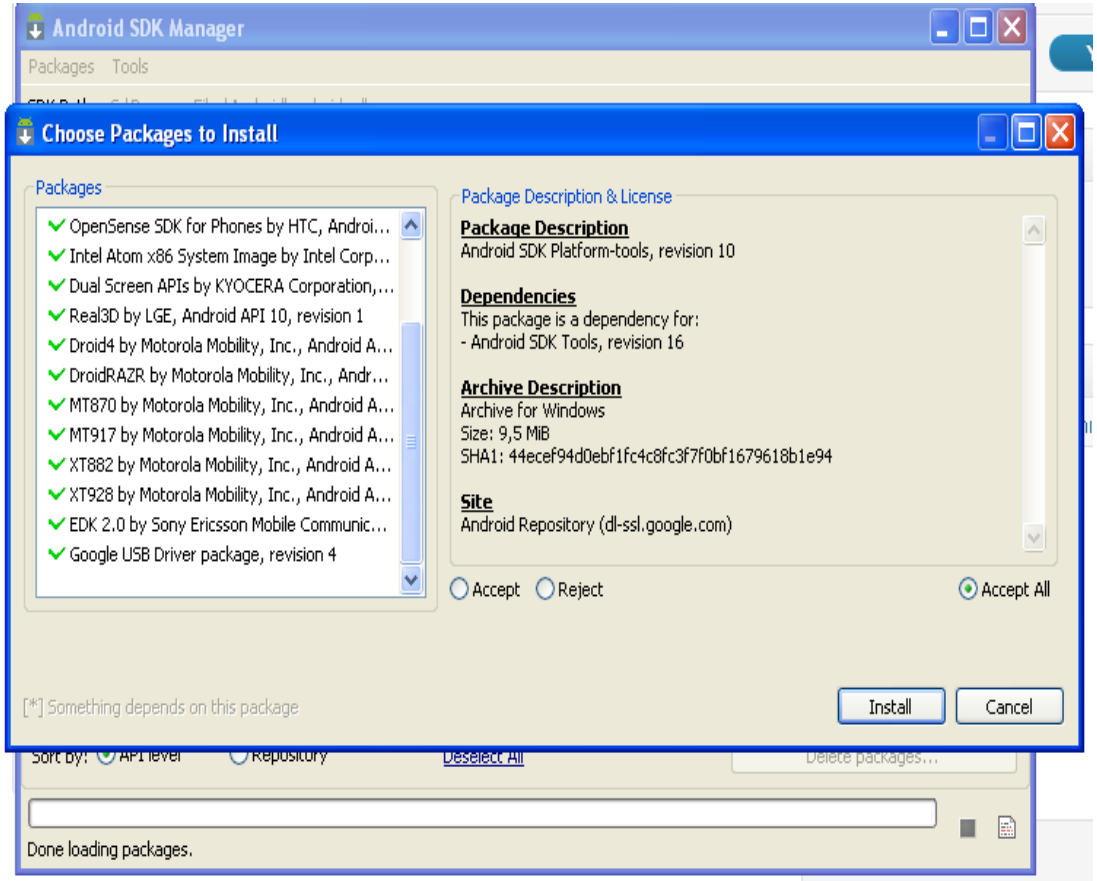 Android SDK Manager
Packages Tools
SDK Path:
Choose Packages to Install
Packages
OpenSense SDK for Phones by HTC, Androi...
Intel Atom x86 System Image by Intel Corp...
Dual Screen APIs by KYOCERA Corporation,...
Real3D by LGE, Android API 10, revision 1
Droid4 by Motorola Mobility, Inc., Android A...
DroidRAZR by Motorola Mobility, Inc., Andr...
MT870 by Motorola Mobility, Inc., Android A...
MT917 by Motorola Mobility, Inc., Android A...
XT882 by Motorola Mobility, Inc., Android A...
XT928 by Motorola Mobility, Inc., Android A...
EDK 2.0 by Sony Ericsson Mobile Communic...
Google USB Driver package, revision 4
Package Description & License
Package Description
Android SDK Platform-tools, revision 10
Dependencies
This package is a dependency for:
- Android SDK Tools, revision 16
Archive Description
Archive for Windows
Size: 9,5 MiB
SHA1: 44ecef94d0ebf1fc4c8fc3f7f0bf1679618b1e94
Site
Android Repository (dl-ssl.google.com)
Accept Reject Accept All
[*] Something depends on this package
Install Cancel
Sort by: API level Repository Deselect All Delete packages...
Done loading packages.